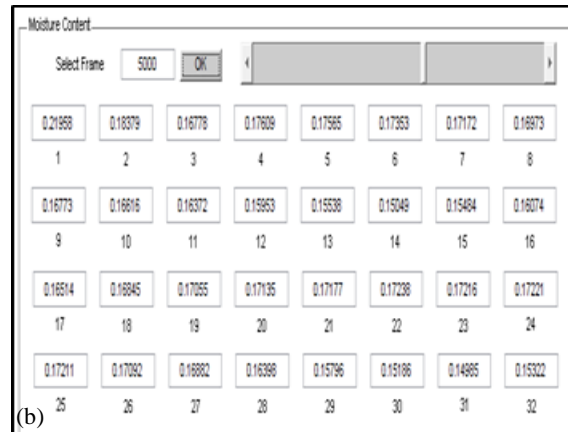 Moisture Content
Select Frame 5000 OK
0.21958 0.18379 0.16778 0.17609 0.17565 0.17353 0.17172 0.16973
1 2 3 4 5 6 7 8
0.16773 0.16616 0.16372 0.15953 0.15538 0.15049 0.15484 0.16074
9 10 11 12 13 14 15 16
0.16514 0.16845 0.17055 0.17135 0.17177 0.17238 0.17216 0.17221
17 18 19 20 21 22 23 24
0.17211 0.17092 0.16882 0.16398 0.15796 0.15186 0.14985 0.15322
25 26 27 28 29 30 31 32
(b)